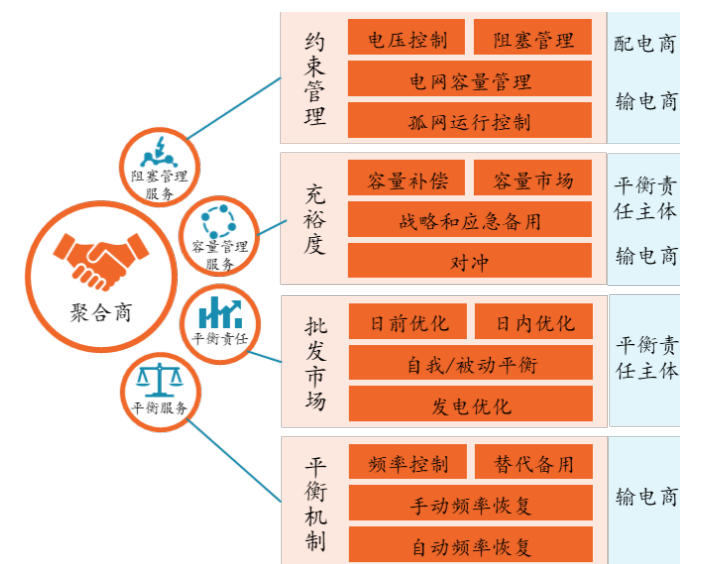 聚合商
阻塞管理
服务
容量管理
服务
平衡责任
平衡服务
约束管理
电压控制
阻塞管理
电网容量管理
孤网运行控制
配电商
输电商
充裕度
容量补偿
容量市场
战略和应急备用
对冲
平衡责
任主体
输电商
批发市场
日前优化
日内优化
自我/被动平衡
发电优化
平衡责
任主体
平衡机制
频率控制
替代备用
手动频率恢复
自动频率恢复
输电商